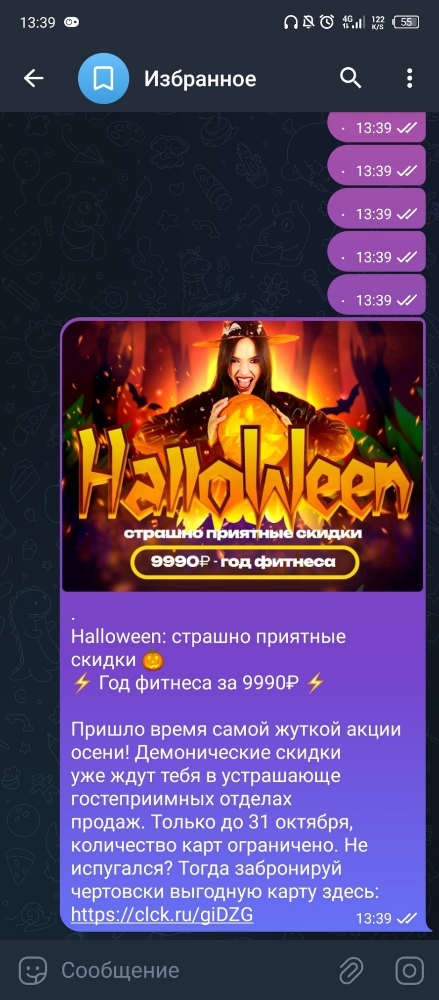 13:39
4G
122
K/S
55
Избранное
. 13:39
. 13:39
. 13:39
. 13:39
. 13:39
Halloween
страшно приятные скидки
9990₽ - год фитнеса
.
Halloween: страшно приятные
скидки 🎃
⚡ Год фитнеса за 9990₽ ⚡
Пришло время самой жуткой акции
осени! Демонические скидки
уже ждут тебя в устрашающе
гостеприимных отделах
продаж. Только до 31 октября,
количество карт ограничено. Не
испугался? Тогда забронируй
чертовски выгодную карту здесь:
https://clck.ru/giDZG
13:39
Сообщение